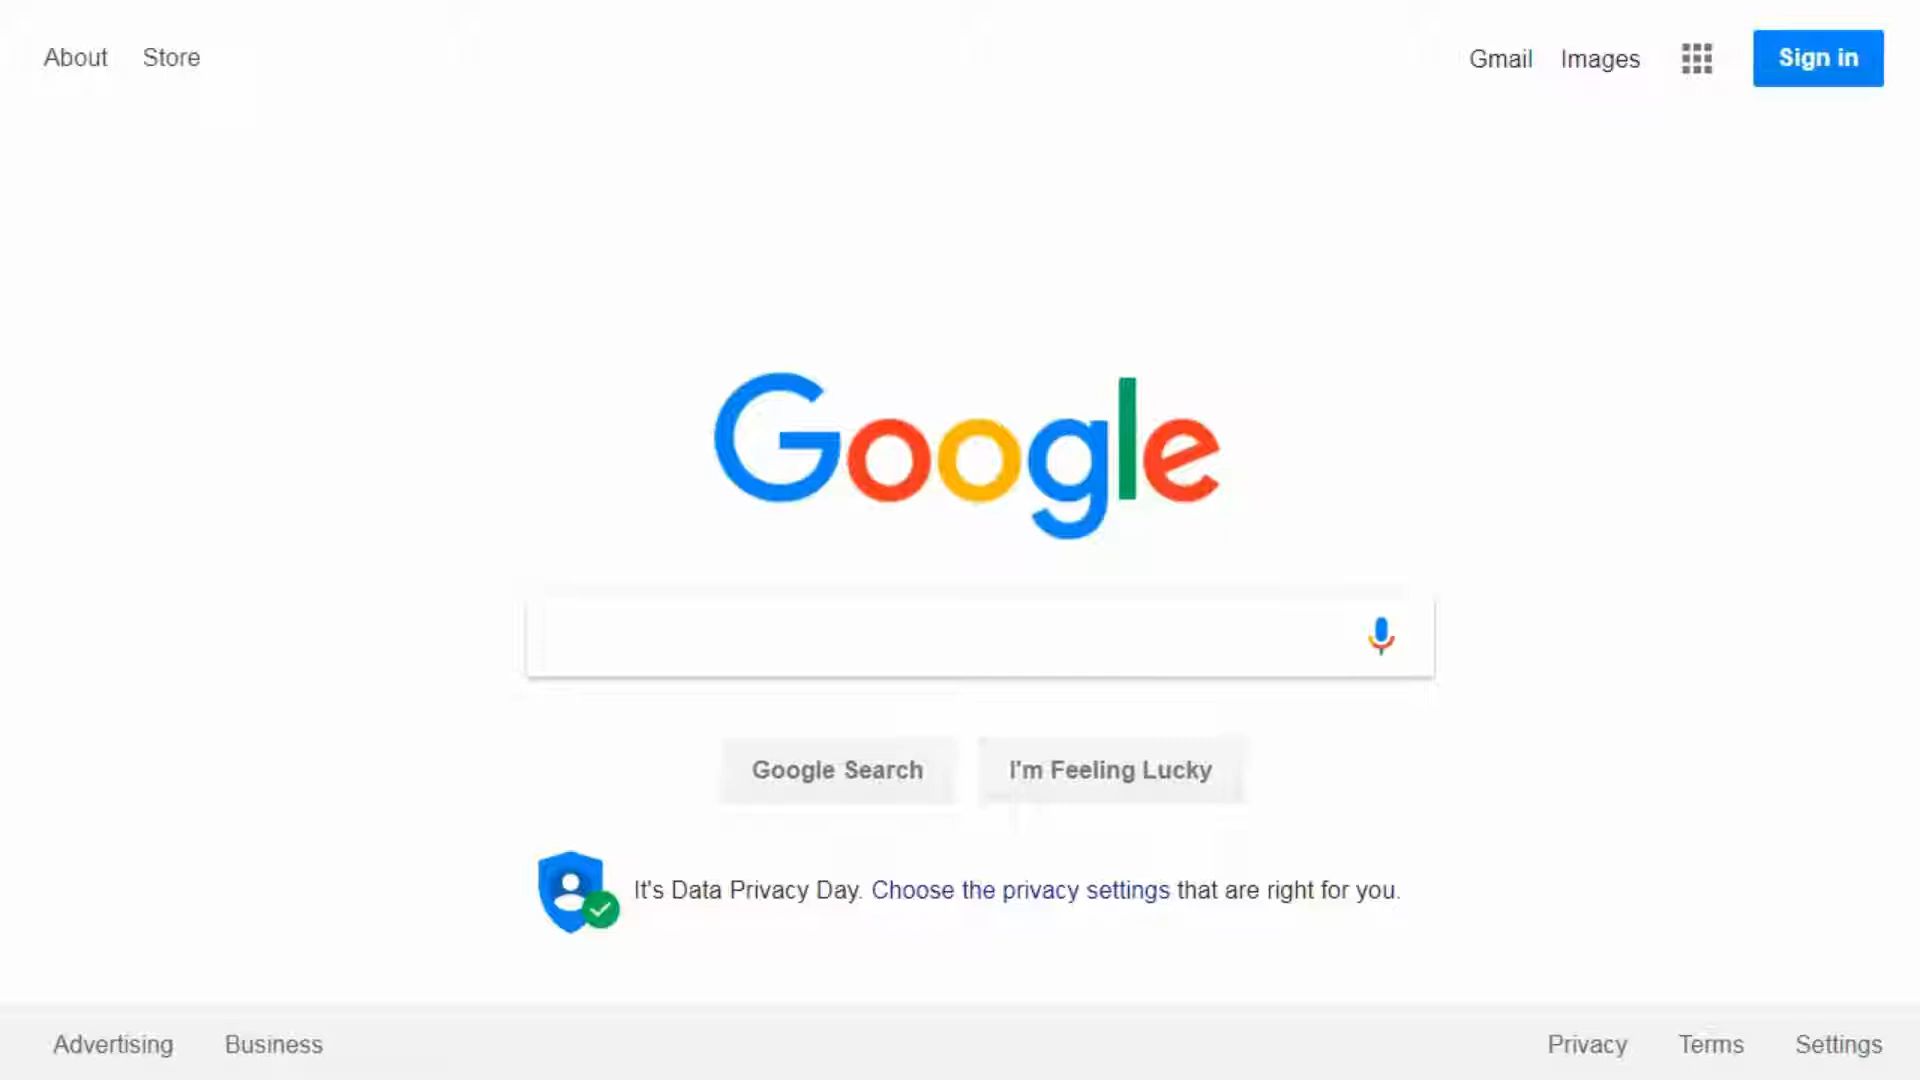 About Store Gmail Images Sign in
Google
Google Search I'm Feeling Lucky
It's Data Privacy Day. Choose the privacy settings that are right for you.
Advertising Business Privacy Terms Settings